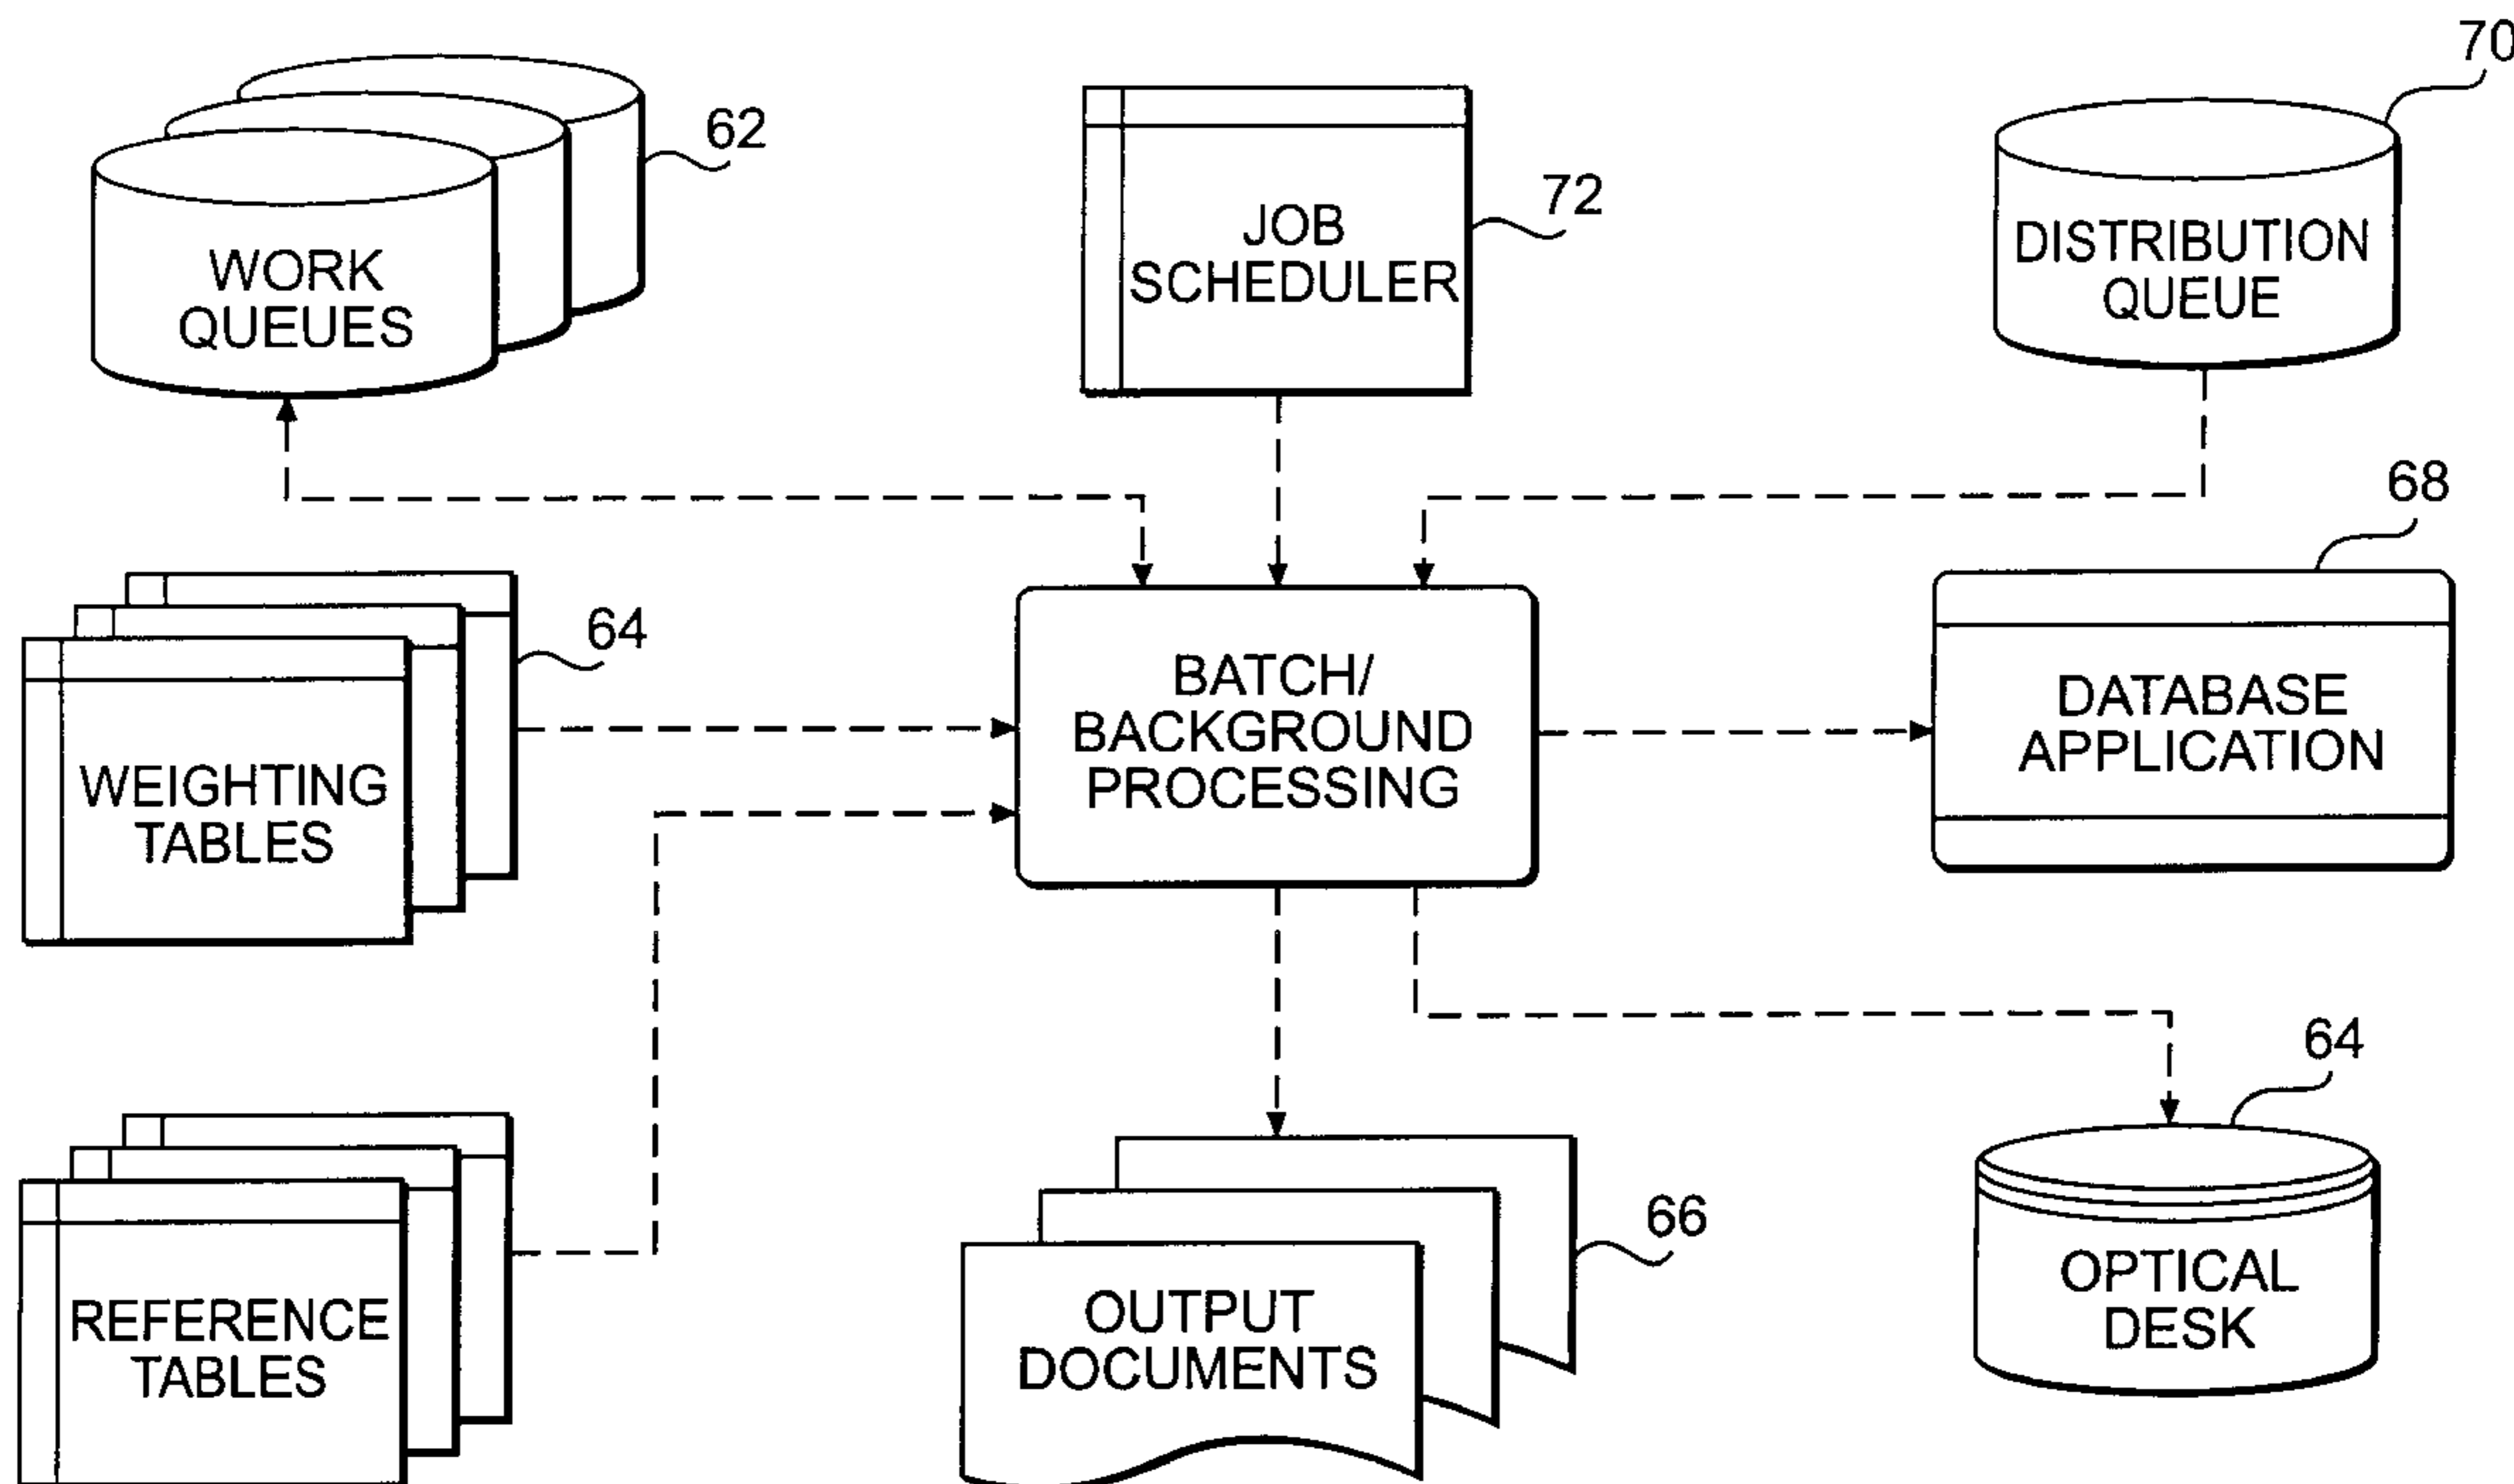 70
62
WORK
QUEUES
JOB
SCHEDULER
72
DISTRIBUTION
QUEUE
68
64
WEIGHTING
TABLES
BATCH/
BACKGROUND
PROCESSING
DATABASE
APPLICATION
64
REFERENCE
TABLES
OUTPUT
DOCUMENTS
66
OPTICAL
DESK